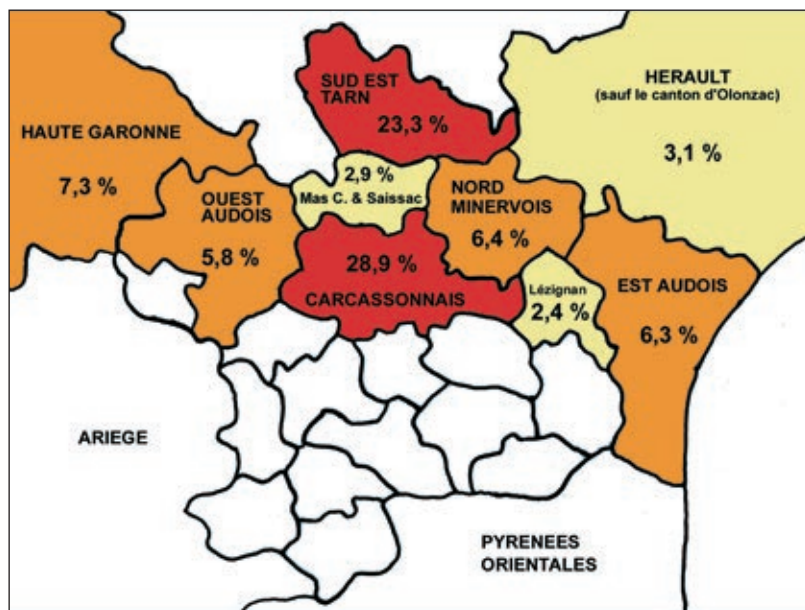 SUD EST
TARN
23,3 %
HERAULT
(sauf le canton d'Olonzac)
3,1 %
HAUTE GARONNE
7,3 %
2,9 %
Mas C. & Saissac
NORD
MINERVOIS
6,4 %
OUEST
AUDOIS
5,8 %
28,9 %
CARCASSONNAIS
Lézignan
2,4 %
EST AUDOIS
6,3 %
ARIEGE
PYRENEES
ORIENTALES